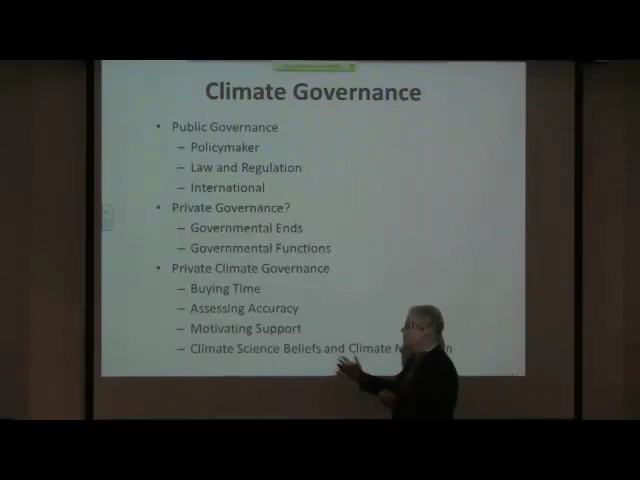 Climate Governance
• Public Governance
– Policymaker
– Law and Regulation
– International
• Private Governance?
– Governmental Ends
– Governmental Functions
• Private Climate Governance
– Buying Time
– Assessing Accuracy
– Motivating Support
– Climate Science Beliefs and Climate